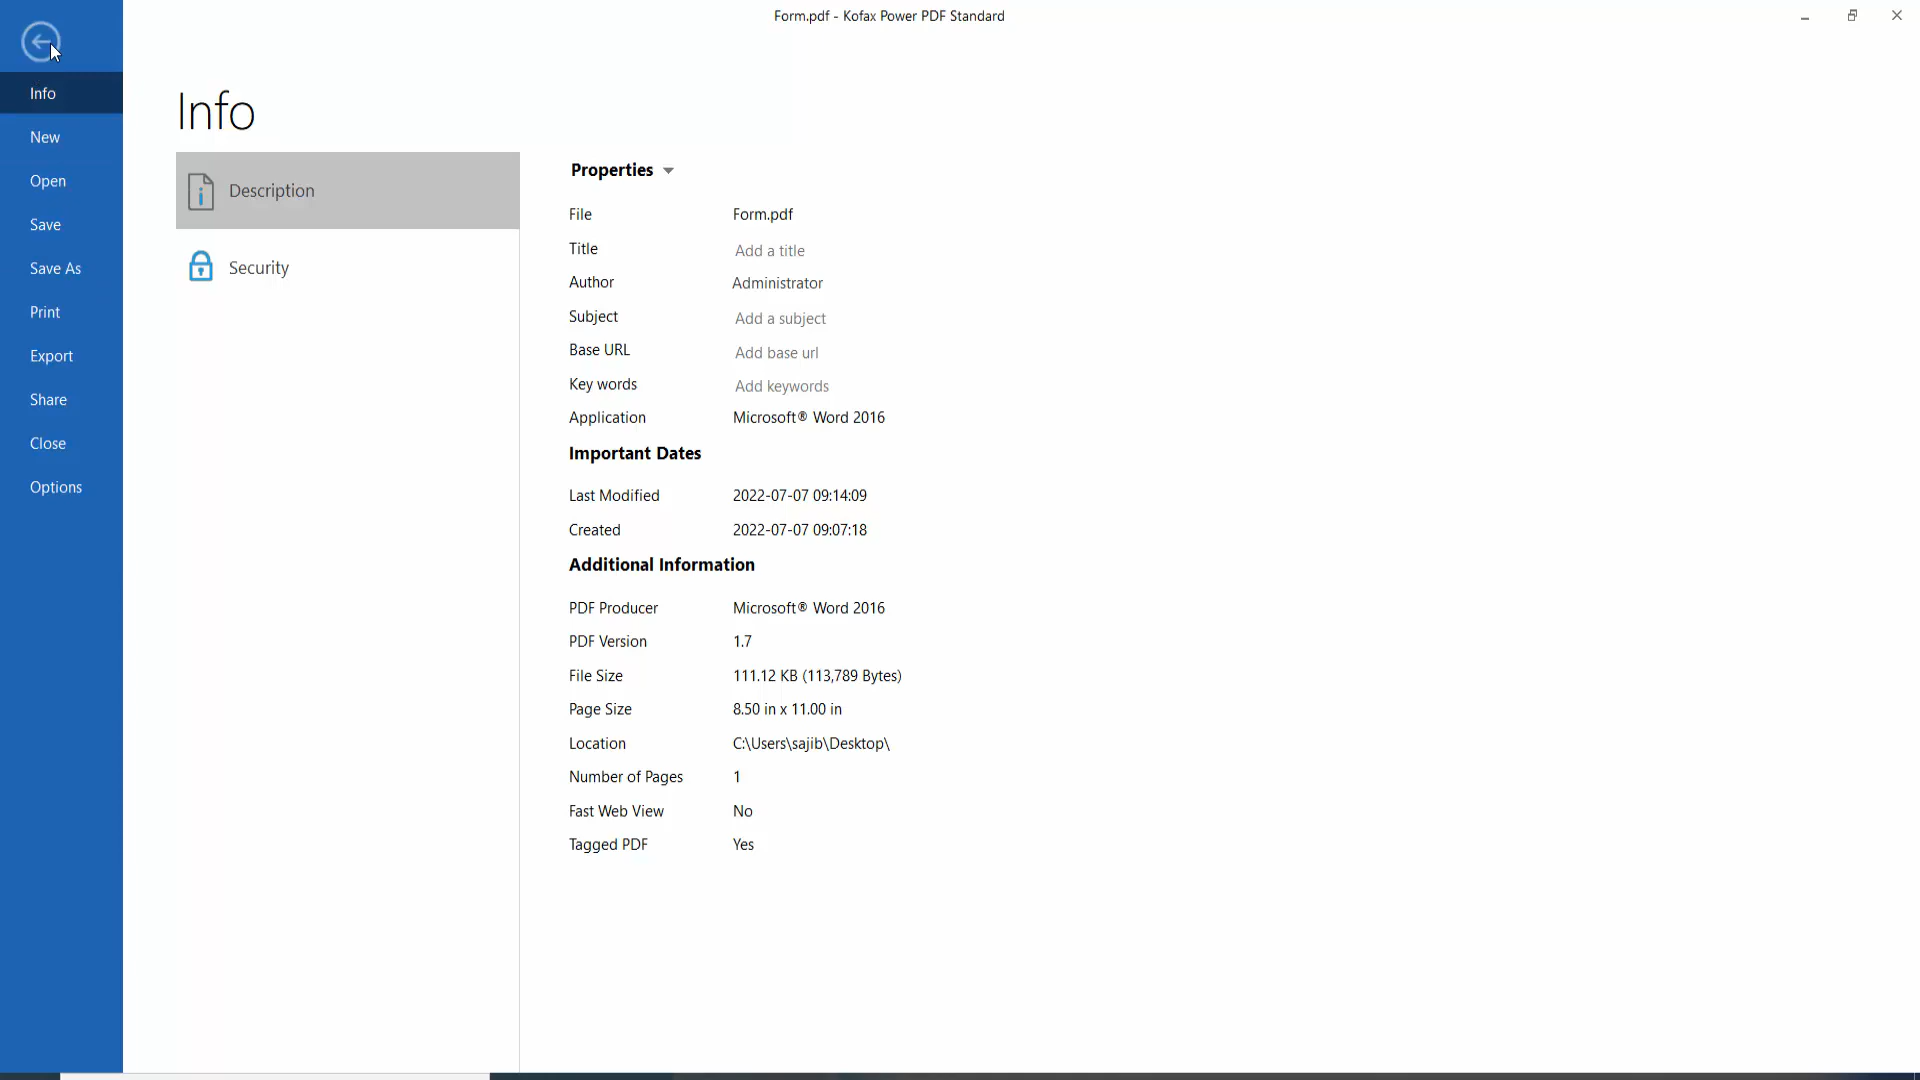 Form.pdf - Kofax Power PDF Standard
Info
New
Open
Save
Save As
Print
Export
Share
Close
Options
Info
Description
Security
Properties
File Form.pdf
Title Add a title
Author Administrator
Subject Add a subject
Base URL Add base url
Key words Add keywords
Application Microsoft® Word 2016
Important Dates
Last Modified 2022-07-07 09:14:09
Created 2022-07-07 09:07:18
Additional Information
PDF Producer Microsoft® Word 2016
PDF Version 1.7
File Size 111.12 KB (113,789 Bytes)
Page Size 8.50 in x 11.00 in
Location C:\Users\sajib\Desktop\
Number of Pages 1
Fast Web View No
Tagged PDF Yes